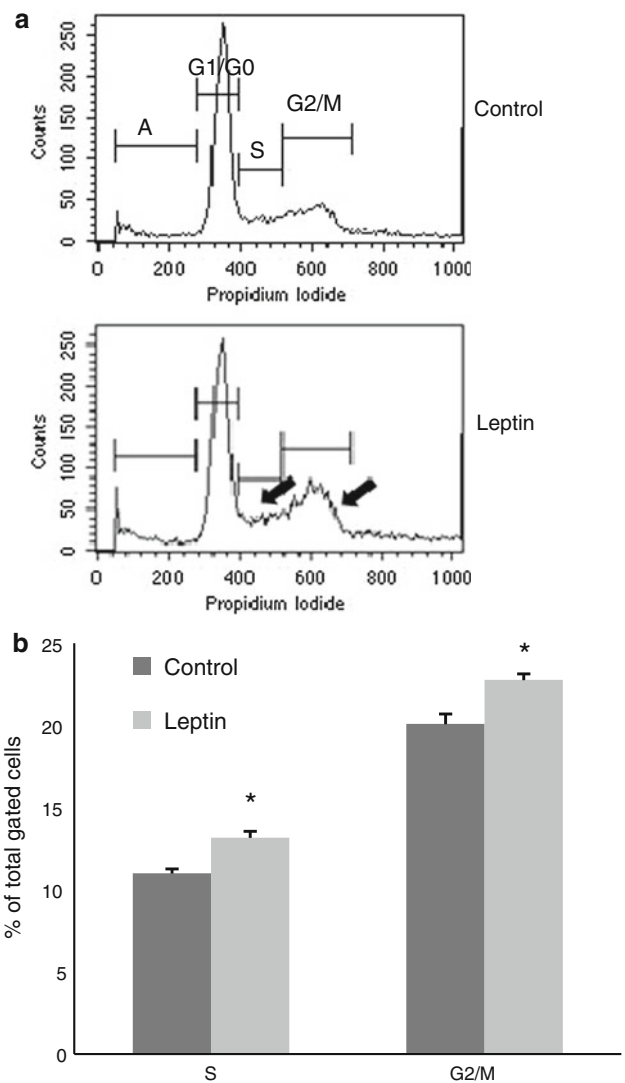 a
250
200
150
100
50
0
Counts
A
G1/G0
S
G2/M
Control
0 200 400 600 800 1000
Propidium Iodide
250
200
150
100
50
0
Counts
Leptin
0 200 400 600 800 1000
Propidium Iodide
b
25
20
15
10
5
0
% of total gated cells
Control
Leptin
*
*
S G2/M